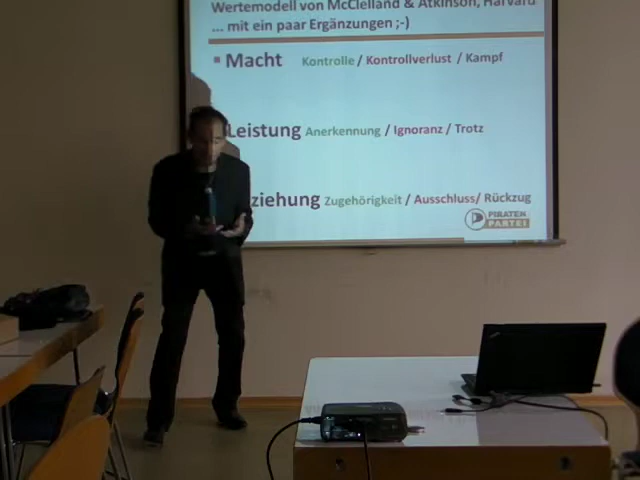 Wertemodell von McClelland & Atkinson, Harvard
... mit ein paar Ergänzungen ;-)
Macht Kontrolle / Kontrollverlust / Kampf
Leistung Anerkennung / Ignoranz / Trotz
ziehung Zugehörigkeit / Ausschluss/ Rückzug
PIRATEN
PARTEI